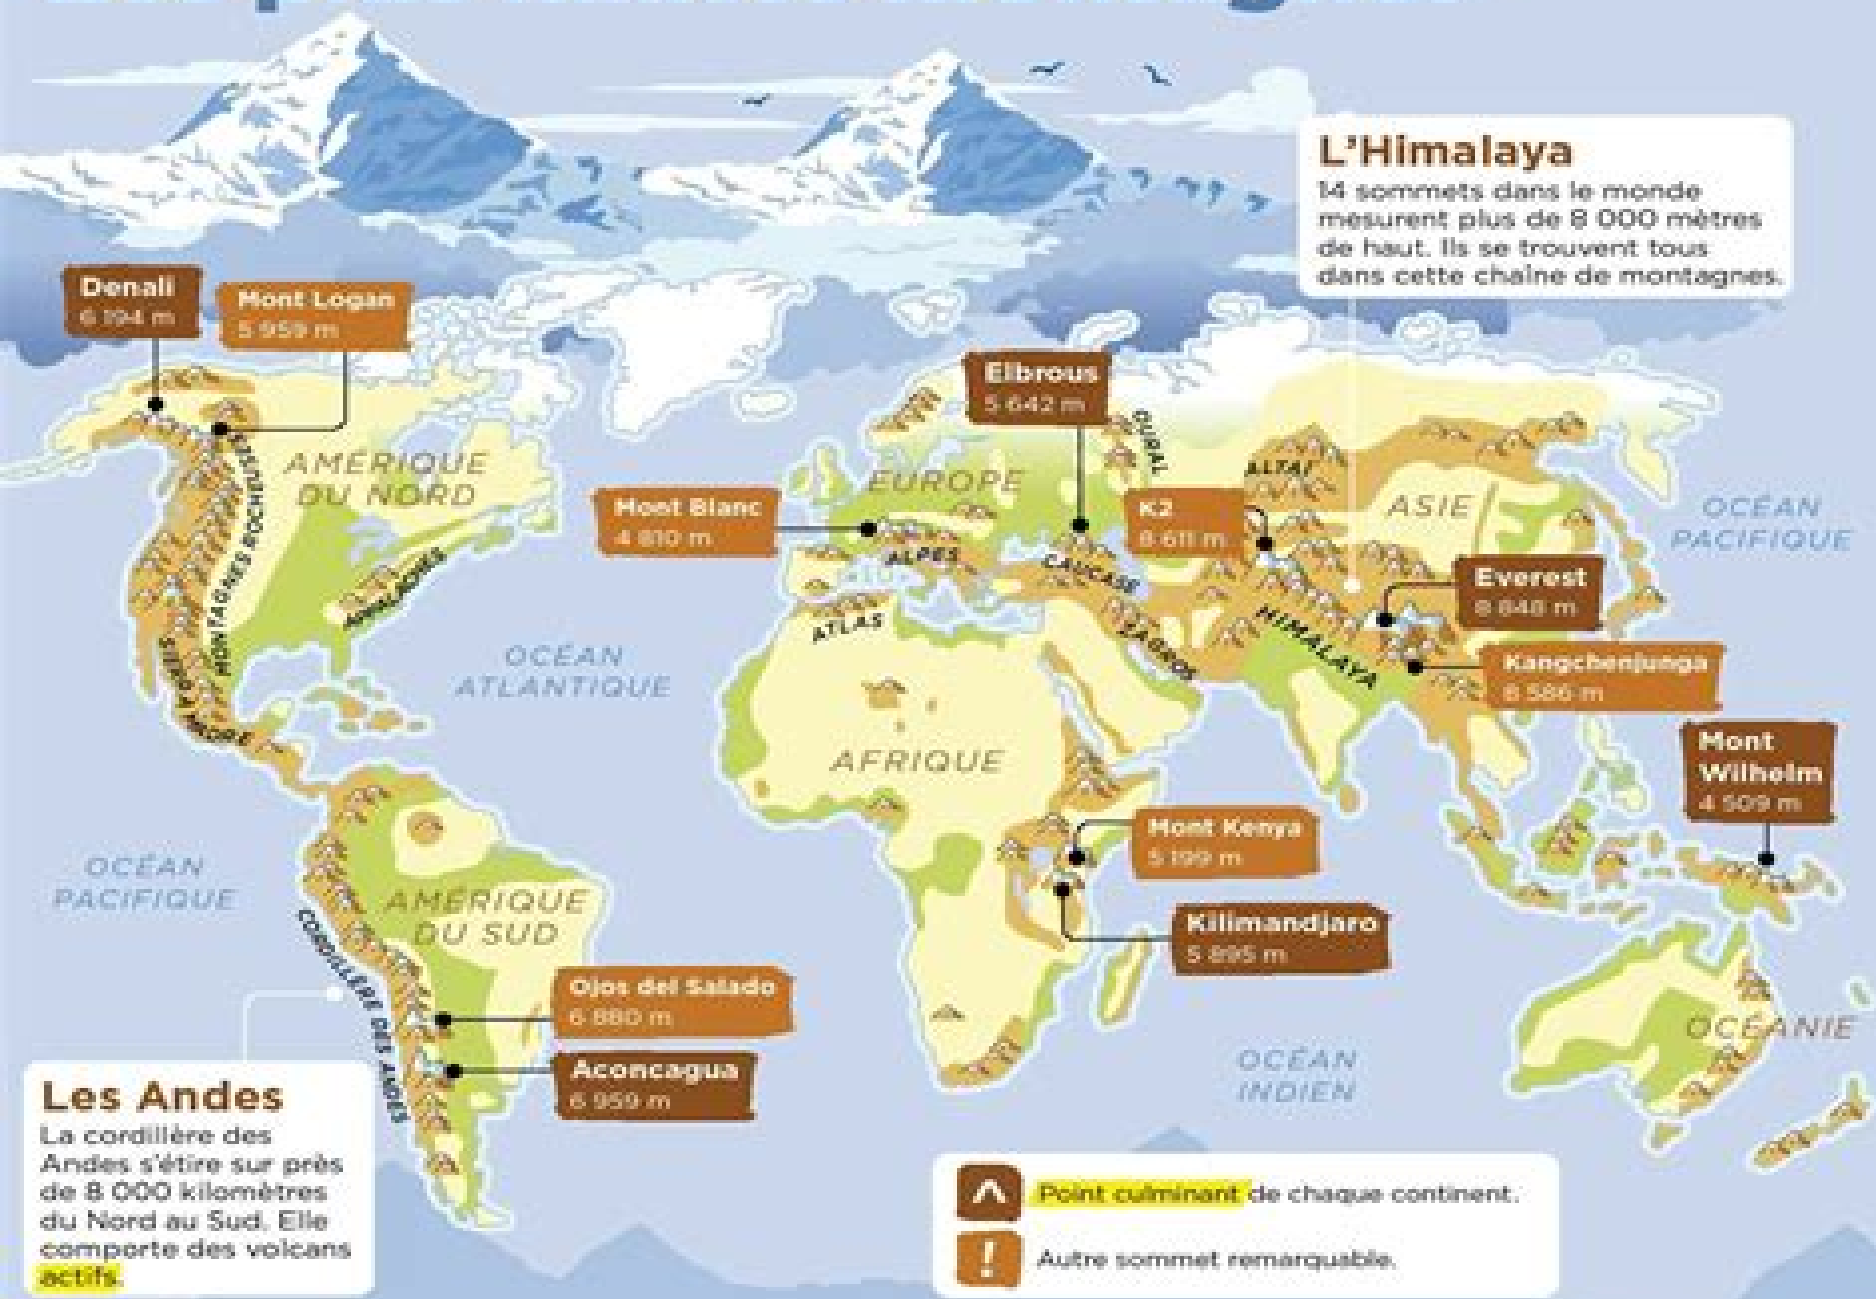 L'Himalaya
14 sommets dans le monde
mesurent plus de 8 000 mètres
de haut. Ils se trouvent tous
dans cette chaîne de montagnes.
Denali
6 194 m
Mont Logan
5 959 m
Elbrous
5 642 m
OURAL
AMÉRIQUE
DU NORD
MONTAGNES ROCHEUSES
APPALACHES
SIERRA MADRE
EUROPE
Mont Blanc
4 810 m
ALPES
CAUCASE
K2
8 611 m
ALTAÏ
ASIE
OCÉAN
PACIFIQUE
Everest
8 848 m
HIMALAYA
ZAGROS
ATLAS
Kangchenjunga
8 586 m
OCÉAN
ATLANTIQUE
AFRIQUE
Mont
Wilhelm
4 509 m
Mont Kenya
5 199 m
Kilimandjaro
5 895 m
OCÉAN
PACIFIQUE
AMÉRIQUE
DU SUD
CORDILLÈRE DES ANDES
Ojos del Salado
6 880 m
Aconcagua
6 959 m
OCÉANIE
OCÉAN
INDIEN
Les Andes
La cordillère des
Andes s'étire sur près
de 8 000 kilomètres
du Nord au Sud. Elle
comporte des volcans
actifs.
Point culminant de chaque continent.
! Autre sommet remarquable.